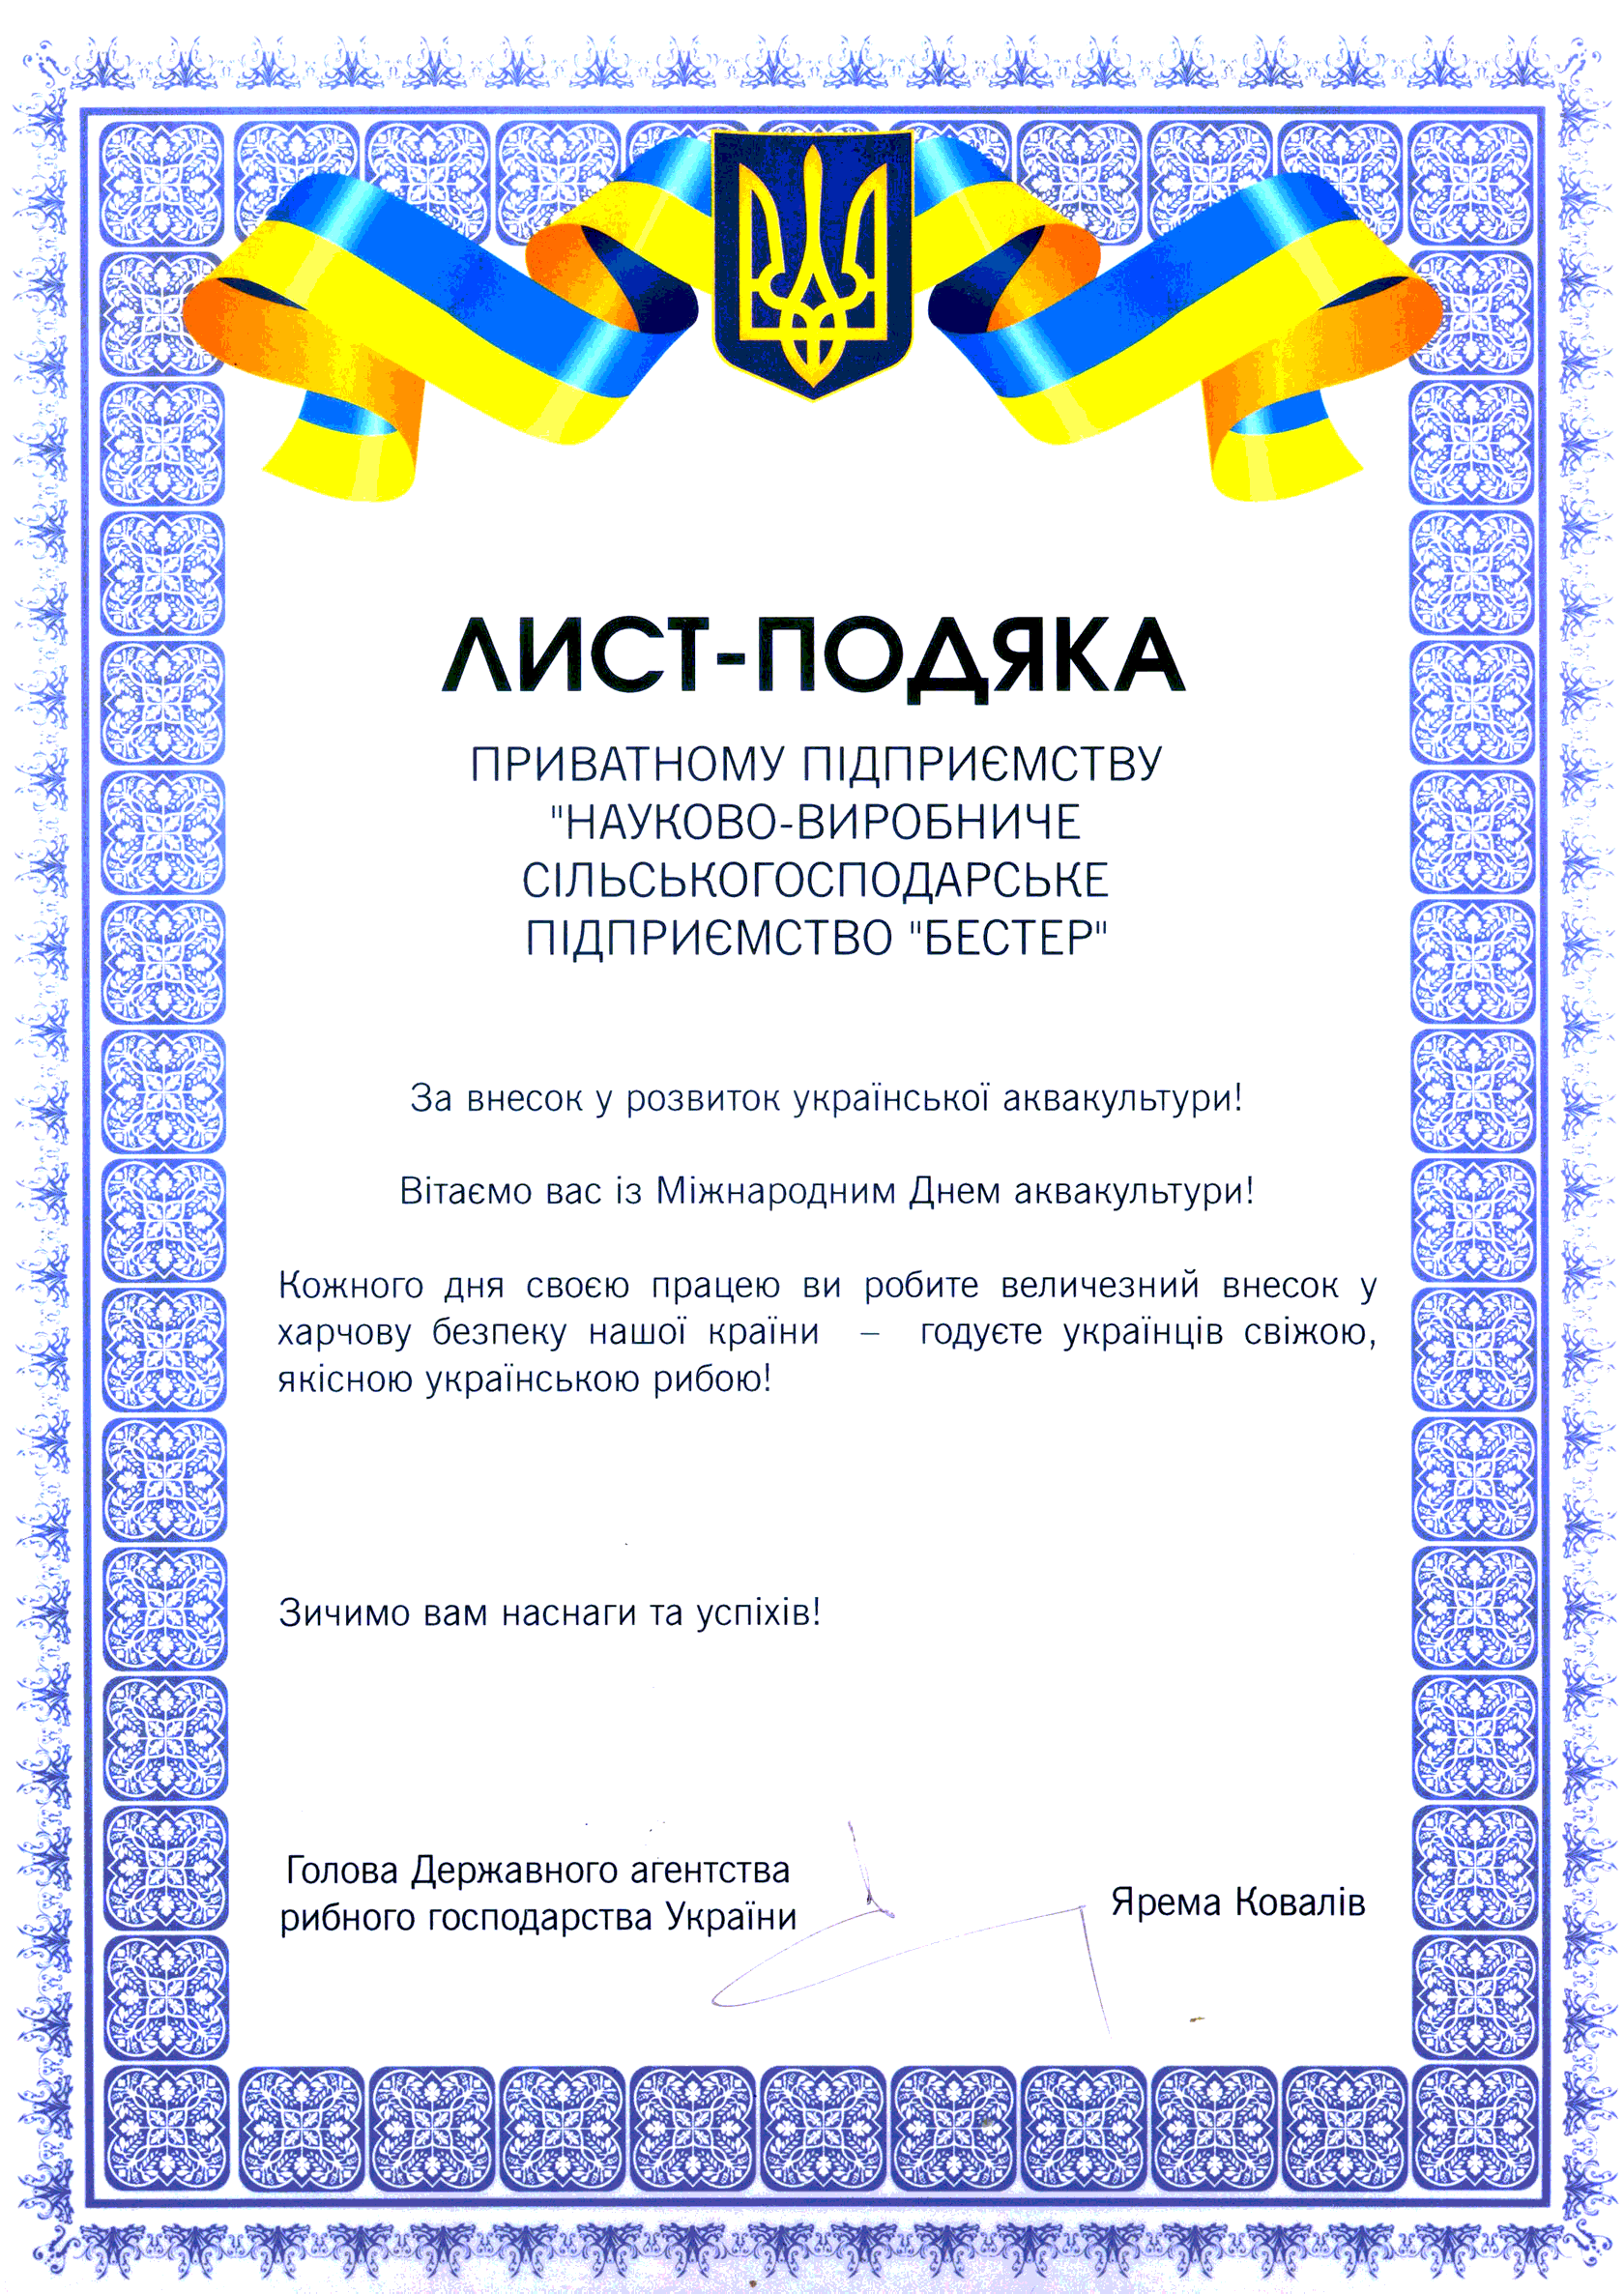 ЛИСТ-ПОДЯКА
ПРИВАТНОМУ ПІДПРИЄМСТВУ
"НАУКОВО-ВИРОБНИЧЕ
СІЛЬСЬКОГОСПОДАРСЬКЕ
ПІДПРИЄМСТВО "БЕСТЕР"
За внесок у розвиток української аквакультури!
Вітаємо вас із Міжнародним Днем аквакультури!
Кожного дня своєю працею ви робите величезний внесок у
харчову безпеку нашої країни – годуєте українців свіжою,
якісною українською рибою!
Зичимо вам наснаги та успіхів!
Голова Державного агентства
рибного господарства України
Ярема Ковалів